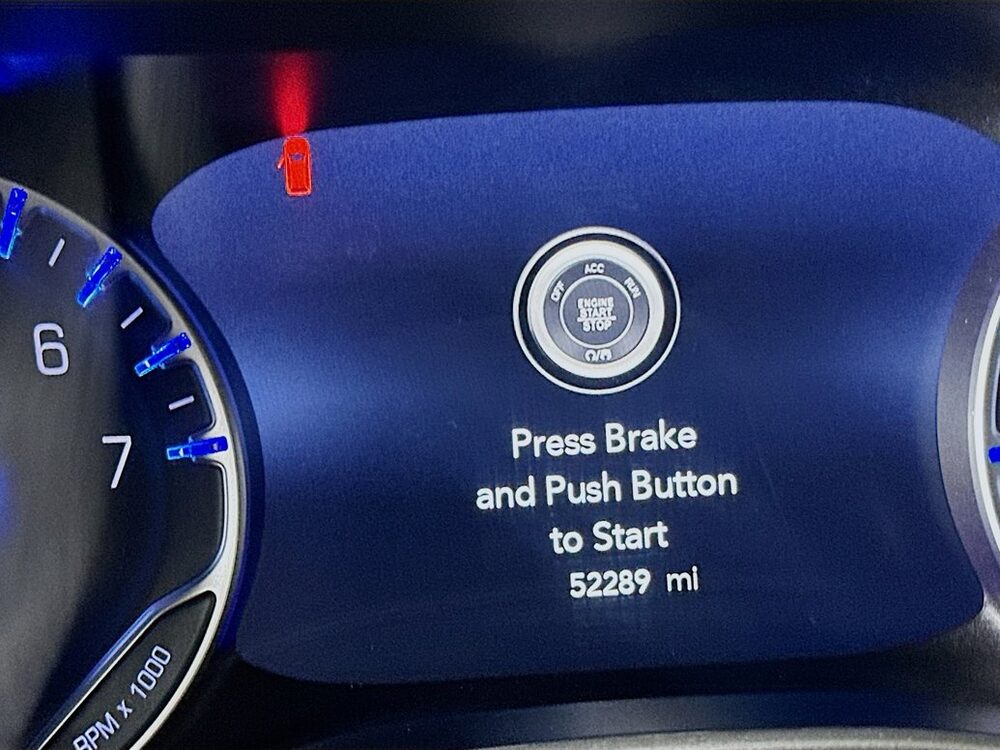 6
7
RPM x 1000
ACC
OFF
RUN
ENGINE
START
STOP
Press Brake
and Push Button
to Start
52289 mi